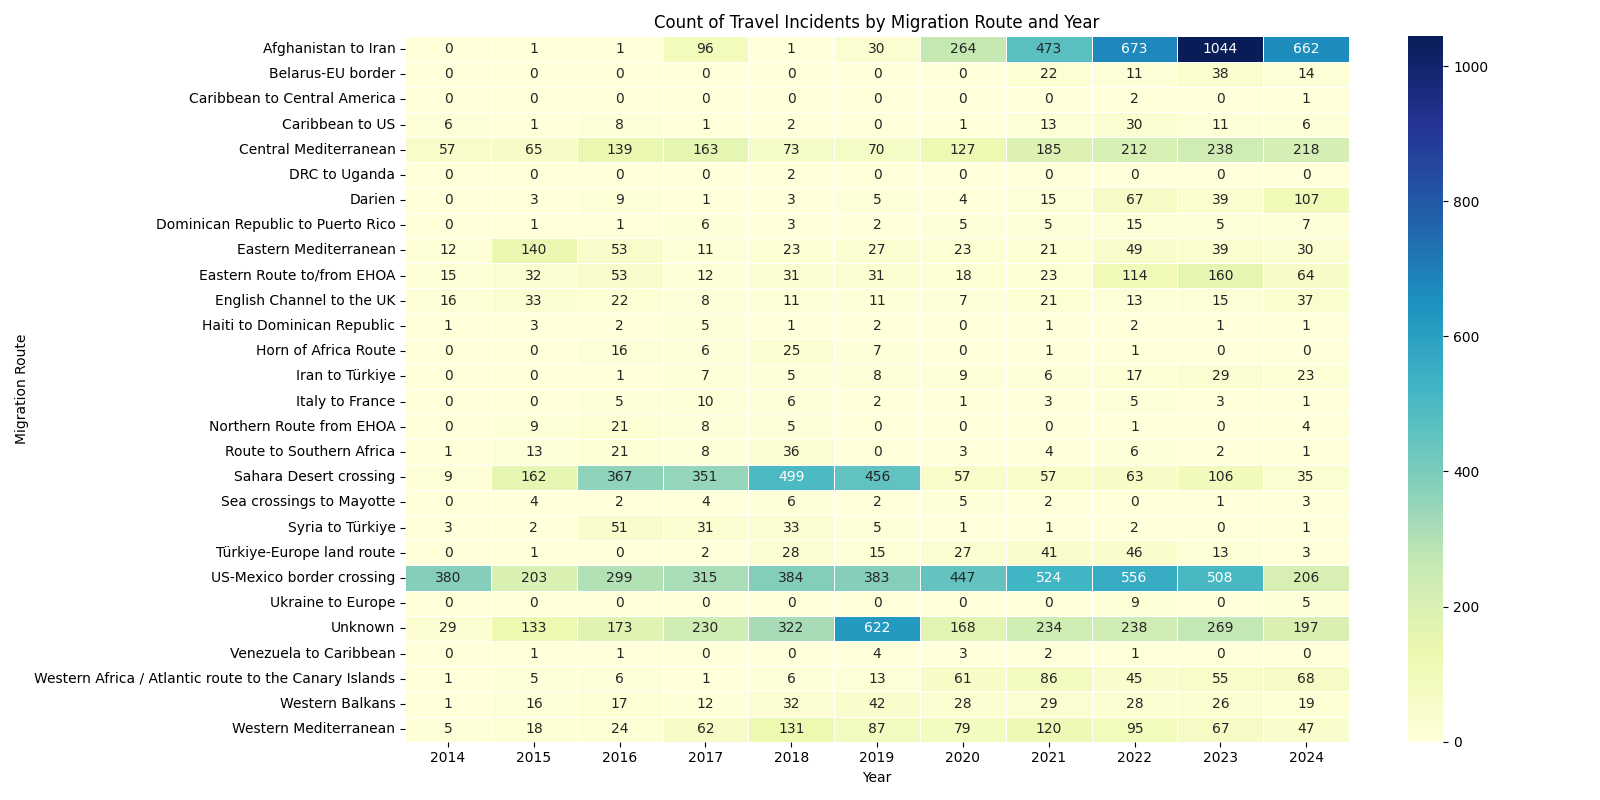 Count of Travel Incidents by Migration Route and Year
Afghanistan to Iran 0 1 1 96 1 30 264 473 673 1044 662
Belarus-EU border 0 0 0 0 0 0 0 22 11 38 14
Caribbean to Central America 0 0 0 0 0 0 0 0 2 0 1
Caribbean to US 6 1 8 1 2 0 1 13 30 11 6
Central Mediterranean 57 65 139 163 73 70 127 185 212 238 218
DRC to Uganda 0 0 0 0 2 0 0 0 0 0 0
Darien 0 3 9 1 3 5 4 15 67 39 107
Dominican Republic to Puerto Rico 0 1 1 6 3 2 5 5 15 5 7
Eastern Mediterranean 12 140 53 11 23 27 23 21 49 39 30
Eastern Route to/from EHOA 15 32 53 12 31 31 18 23 114 160 64
English Channel to the UK 16 33 22 8 11 11 7 21 13 15 37
Haiti to Dominican Republic 1 3 2 5 1 2 0 1 2 1 1
Horn of Africa Route 0 0 16 6 25 7 0 1 1 0 0
Iran to Türkiye 0 0 1 7 5 8 9 6 17 29 23
Italy to France 0 0 5 10 6 2 1 3 5 3 1
Northern Route from EHOA 0 9 21 8 5 0 0 0 1 0 4
Route to Southern Africa 1 13 21 8 36 0 3 4 6 2 1
Sahara Desert crossing 9 162 367 351 499 456 57 57 63 106 35
Sea crossings to Mayotte 0 4 2 4 6 2 5 2 0 1 3
Syria to Türkiye 3 2 51 31 33 5 1 1 2 0 1
Türkiye-Europe land route 0 1 0 2 28 15 27 41 46 13 3
US-Mexico border crossing 380 203 299 315 384 383 447 524 556 508 206
Ukraine to Europe 0 0 0 0 0 0 0 0 9 0 5
Unknown 29 133 173 230 322 622 168 234 238 269 197
Venezuela to Caribbean 0 1 1 0 0 4 3 2 1 0 0
Western Africa / Atlantic route to the Canary Islands 1 5 6 1 6 13 61 86 45 55 68
Western Balkans 1 16 17 12 32 42 28 29 28 26 19
Western Mediterranean 5 18 24 62 131 87 79 120 95 67 47
2014 2015 2016 2017 2018 2019 2020 2021 2022 2023 2024
Year
Migration Route
1000
800
600
400
200
0